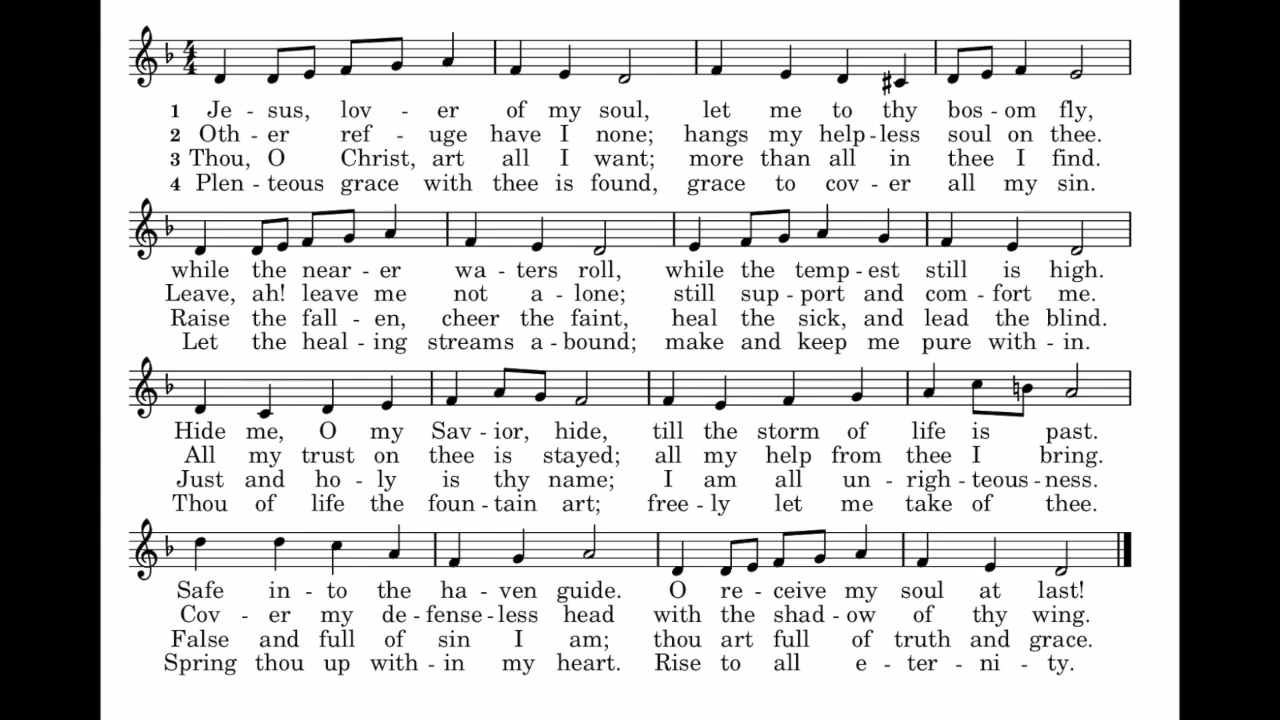 1 Je - sus, lov - er of my soul, let me to thy bos - om fly,
2 Oth - er ref - uge have I none; hangs my help - less soul on thee.
3 Thou, O Christ, art all I want; more than all in thee I find.
4 Plen - teous grace with thee is found, grace to cov - er all my sin.
while the near - er wa - ters roll, while the temp - est still is high.
Leave, ah! leave me not a - lone; still sup - port and com - fort me.
Raise the fall - en, cheer the faint, heal the sick, and lead the blind.
Let the heal - ing streams a - bound; make and keep me pure with - in.
Hide me, O my Sav - ior, hide, till the storm of life is past.
All my trust on thee is stayed; all my help from thee I bring.
Just and ho - ly is thy name; I am all un - righ - teous - ness.
Thou of life the foun - tain art; free - ly let me take of thee.
Safe in - to the ha - ven guide. O re - ceive my soul at last!
Cov - er my de - fense - less head with the shad - ow of thy wing.
False and full of sin I am; thou art full of truth and grace.
Spring thou up with - in my heart. Rise to all e - ter - ni - ty.